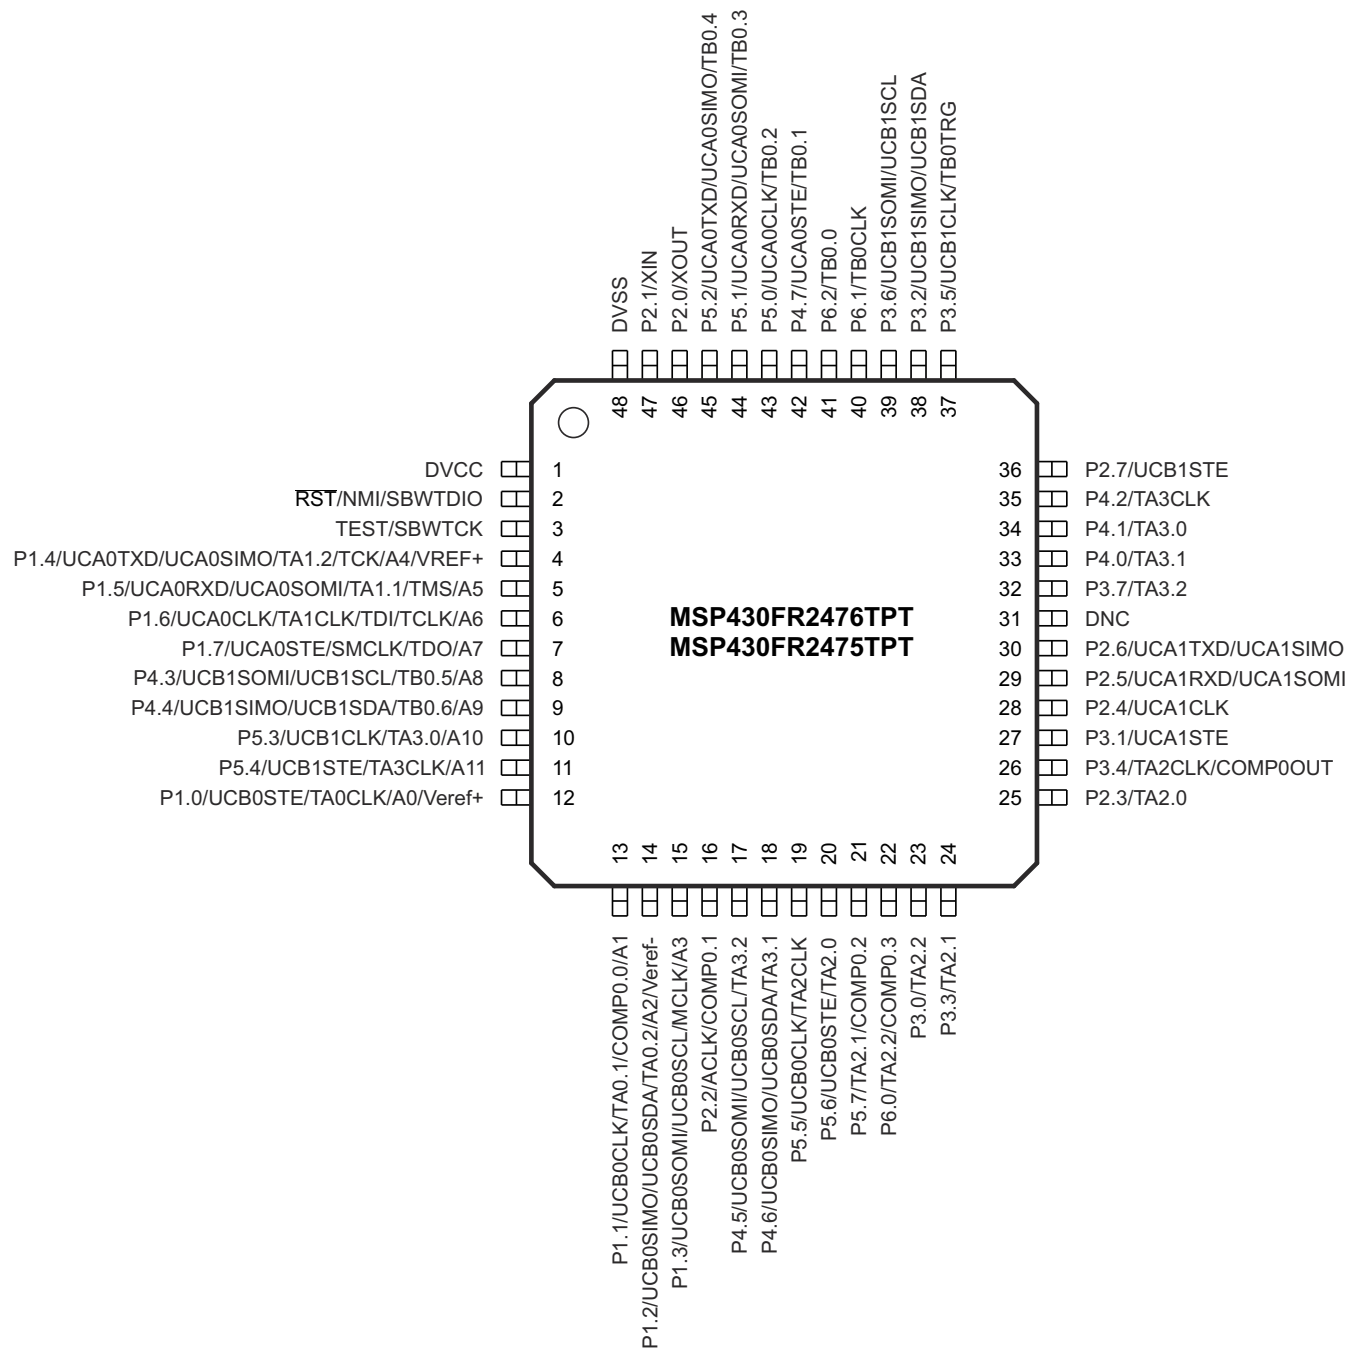 DVSS
P2.1/XIN
P2.0/XOUT
P5.2/UCA0TXD/UCA0SIMO/TB0.4
P5.1/UCA0RXD/UCA0SOMI/TB0.3
P5.0/UCA0CLK/TB0.2
P4.7/UCA0STE/TB0.1
P6.2/TB0.0
P6.1/TB0CLK
P3.6/UCB1SOMI/UCB1SCL
P3.2/UCB1SIMO/UCB1SDA
P3.5/UCB1CLK/TB0TRG
48
47
46
45
44
43
42
41
40
39
38
37
DVCC 1
RST/NMI/SBWTDIO 2
TEST/SBWTCK 3
P1.4/UCA0TXD/UCA0SIMO/TA1.2/TCK/A4/VREF+ 4
P1.5/UCA0RXD/UCA0SOMI/TA1.1/TMS/A5 5
P1.6/UCA0CLK/TA1CLK/TDI/TCLK/A6 6
P1.7/UCA0STE/SMCLK/TDO/A7 7
P4.3/UCB1SOMI/UCB1SCL/TB0.5/A8 8
P4.4/UCB1SIMO/UCB1SDA/TB0.6/A9 9
P5.3/UCB1CLK/TA3.0/A10 10
P5.4/UCB1STE/TA3CLK/A11 11
P1.0/UCB0STE/TA0CLK/A0/Veref+ 12
MSP430FR2476TPT
MSP430FR2475TPT
36 P2.7/UCB1STE
35 P4.2/TA3CLK
34 P4.1/TA3.0
33 P4.0/TA3.1
32 P3.7/TA3.2
31 DNC
30 P2.6/UCA1TXD/UCA1SIMO
29 P2.5/UCA1RXD/UCA1SOMI
28 P2.4/UCA1CLK
27 P3.1/UCA1STE
26 P3.4/TA2CLK/COMP0OUT
25 P2.3/TA2.0
13
14
15
16
17
18
19
20
21
22
23
24
P1.1/UCB0CLK/TA0.1/COMP0.0/A1
P1.2/UCB0SIMO/UCB0SDA/TA0.2/A2/Veref-
P1.3/UCB0SOMI/UCB0SCL/MCLK/A3
P2.2/ACLK/COMP0.1
P4.5/UCB0SOMI/UCB0SCL/TA3.2
P4.6/UCB0SIMO/UCB0SDA/TA3.1
P5.5/UCB0CLK/TA2CLK
P5.6/UCB0STE/TA2.0
P5.7/TA2.1/COMP0.2
P6.0/TA2.2/COMP0.3
P3.0/TA2.2
P3.3/TA2.1